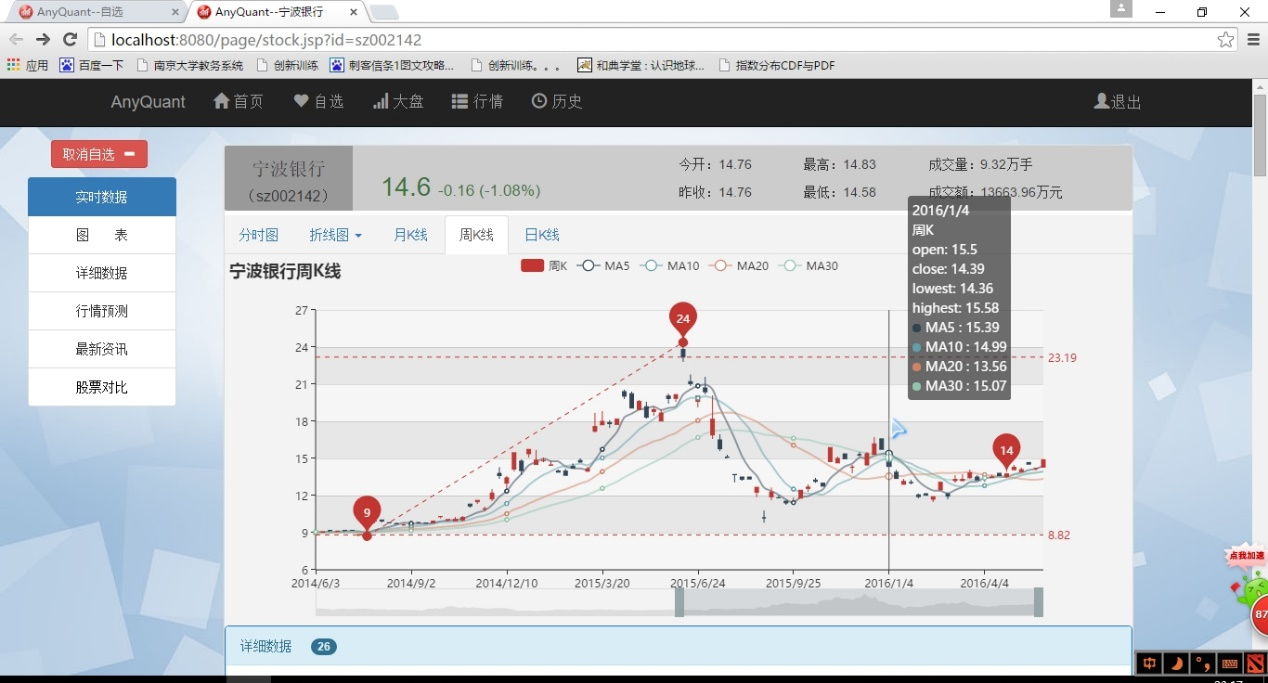 AnyQuant--自选
AnyQuant--宁波银行
localhost:8080/page/stock.jsp?id=sz002142
应用 百度一下 南京大学教务系统 创新训练 刺客信条1图文攻略... 创新训练。。。 和典学堂 : 认识地球... 指数分布CDF与PDF
AnyQuant 首页 自选 大盘 行情 历史 退出
取消自选
实时数据
图 表
详细数据
行情预测
最新资讯
股票对比
宁波银行
（sz002142）
14.6 -0.16 (-1.08%)
今开：14.76 最高：14.83 成交量：9.32万手
昨收：14.76 最低：14.58 成交额：13663.96万元
分时图 折线图 月K线 周K线 日K线
宁波银行周K线
周K MA5 MA10 MA20 MA30
2016/1/4
周K
open: 15.5
close: 14.39
lowest: 14.36
highest: 15.58
MA5 : 15.39
MA10 : 14.99
MA20 : 13.56
MA30 : 15.07
27
24
21
18
15
12
9
6
24
9
14
23.19
8.82
2014/6/3 2014/9/2 2014/12/10 2015/3/20 2015/6/24 2015/9/25 2016/1/4 2016/4/4
详细数据 26
点我加速
87
中